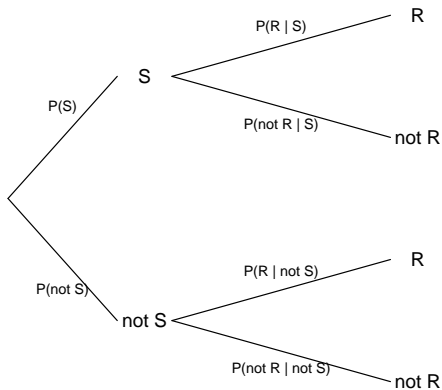 R
P(R | S)
P(S)
S
P(not R | S)
not R
P(not S)
not S
P(R | not S)
R
P(not R | not S)
not R